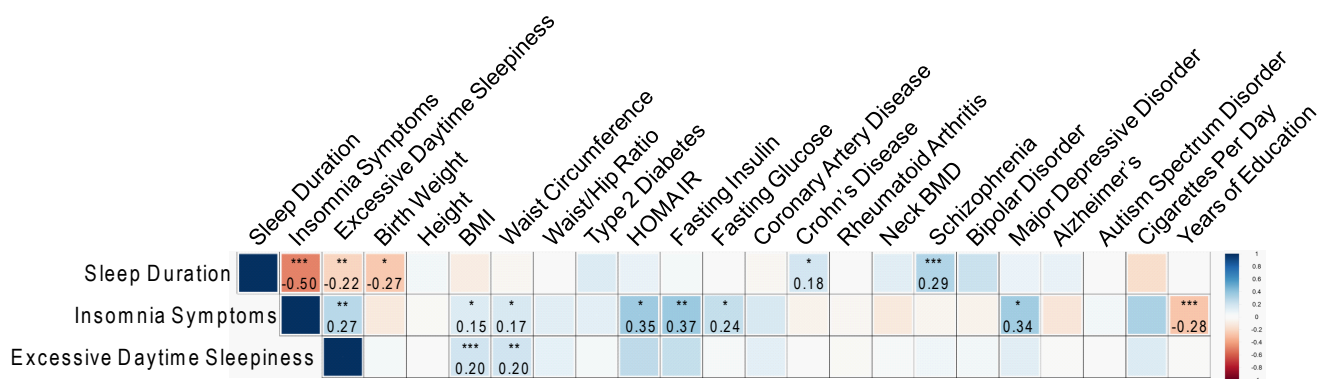 Sleep Duration
Insomnia Symptoms
Excessive Daytime Sleepiness
Birth Weight
Height
BMI
Waist Circumference
Waist/Hip Ratio
Type 2 Diabetes
HOMA IR
Fasting Insulin
Fasting Glucose
Coronary Artery Disease
Crohn's Disease
Rheumatoid Arthritis
Neck BMD
Schizophrenia
Bipolar Disorder
Major Depressive Disorder
Alzheimer's
Autism Spectrum Disorder
Cigarettes Per Day
Years of Education
Sleep Duration
*** ** * * ***
-0.50 -0.22 -0.27 0.18 0.29
Insomnia Symptoms
** * * * ** * * ***
0.27 0.15 0.17 0.35 0.37 0.24 0.34 -0.28
Excessive Daytime Sleepiness
*** **
0.20 0.20
1
0.8
0.6
0.4
0.2
0
-0.2
-0.4
-0.6
-0.8